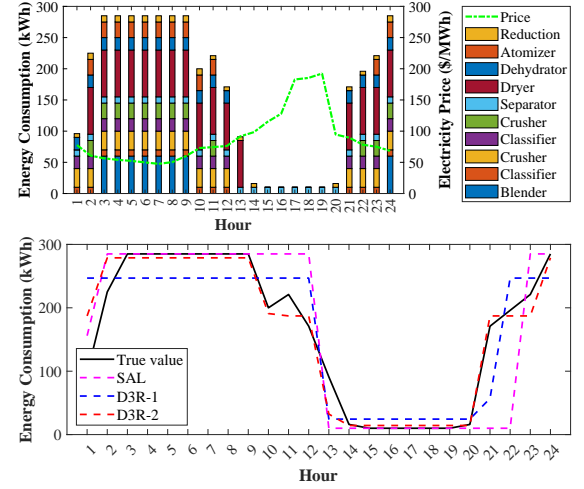 Energy Consumption (kWh)
300
250
200
150
100
50
0
1 2 3 4 5 6 7 8 9 10 11 12 13 14 15 16 17 18 19 20 21 22 23 24
Hour
300
250
200
150
100
50
0
Electricity Price ($/MWh)
Price
Reduction
Atomizer
Dehydrator
Dryer
Separator
Crusher
Classifier
Crusher
Classifier
Blender
Energy Consumption (kWh)
300
200
100
0
True value
SAL
D3R-1
D3R-2
1 2 3 4 5 6 7 8 9 10 11 12 13 14 15 16 17 18 19 20 21 22 23 24
Hour